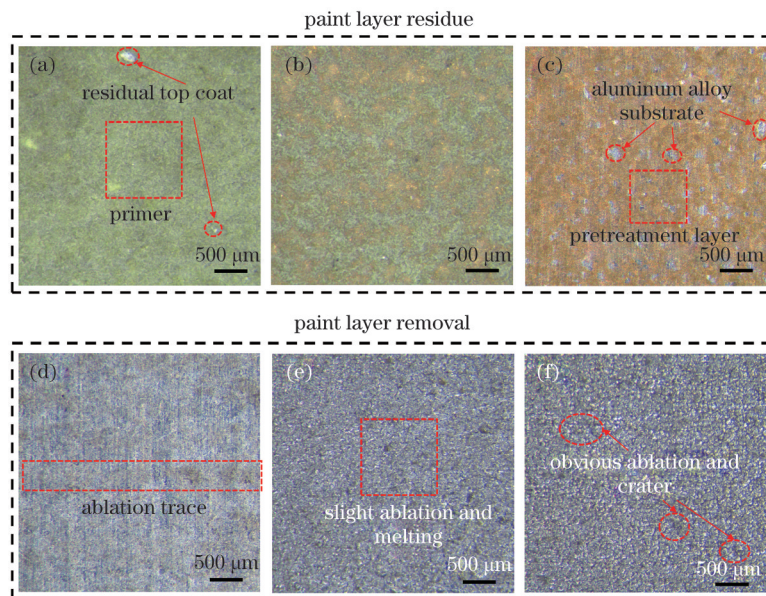 paint layer residue
(a)
residual top coat
primer
500 μm
(b)
500 μm
(c)
aluminum alloy
substrate
pretreatment layer
500 μm
paint layer removal
(d)
ablation trace
500 μm
(e)
slight ablation and
melting
500 μm
(f)
obvious ablation and
crater
500 μm